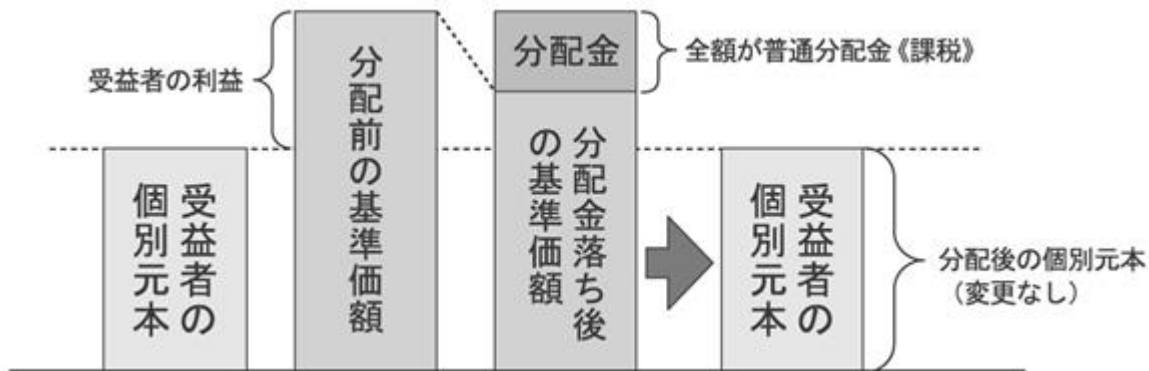 受益者の利益
受益者の
個別元本
分配前の基準価額
分配金
分配金落ち後
の基準価額
全額が普通分配金《課税》
受益者の
個別元本
分配後の個別元本
（変更なし）